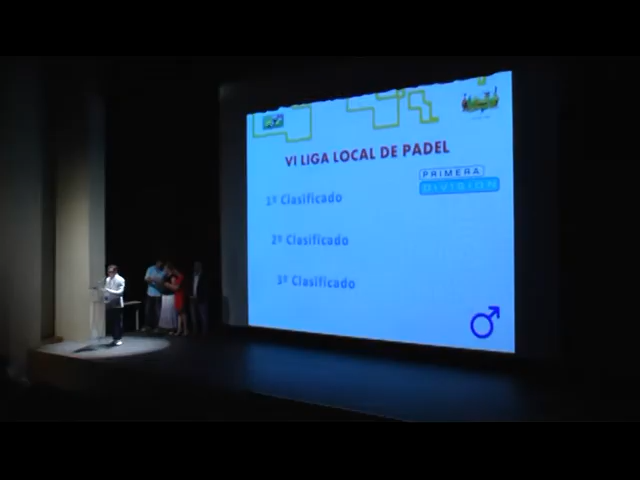 VI LIGA LOCAL DE PADEL
PRIMERA
DIVISION
1º Clasificado
2º Clasificado
3º Clasificado